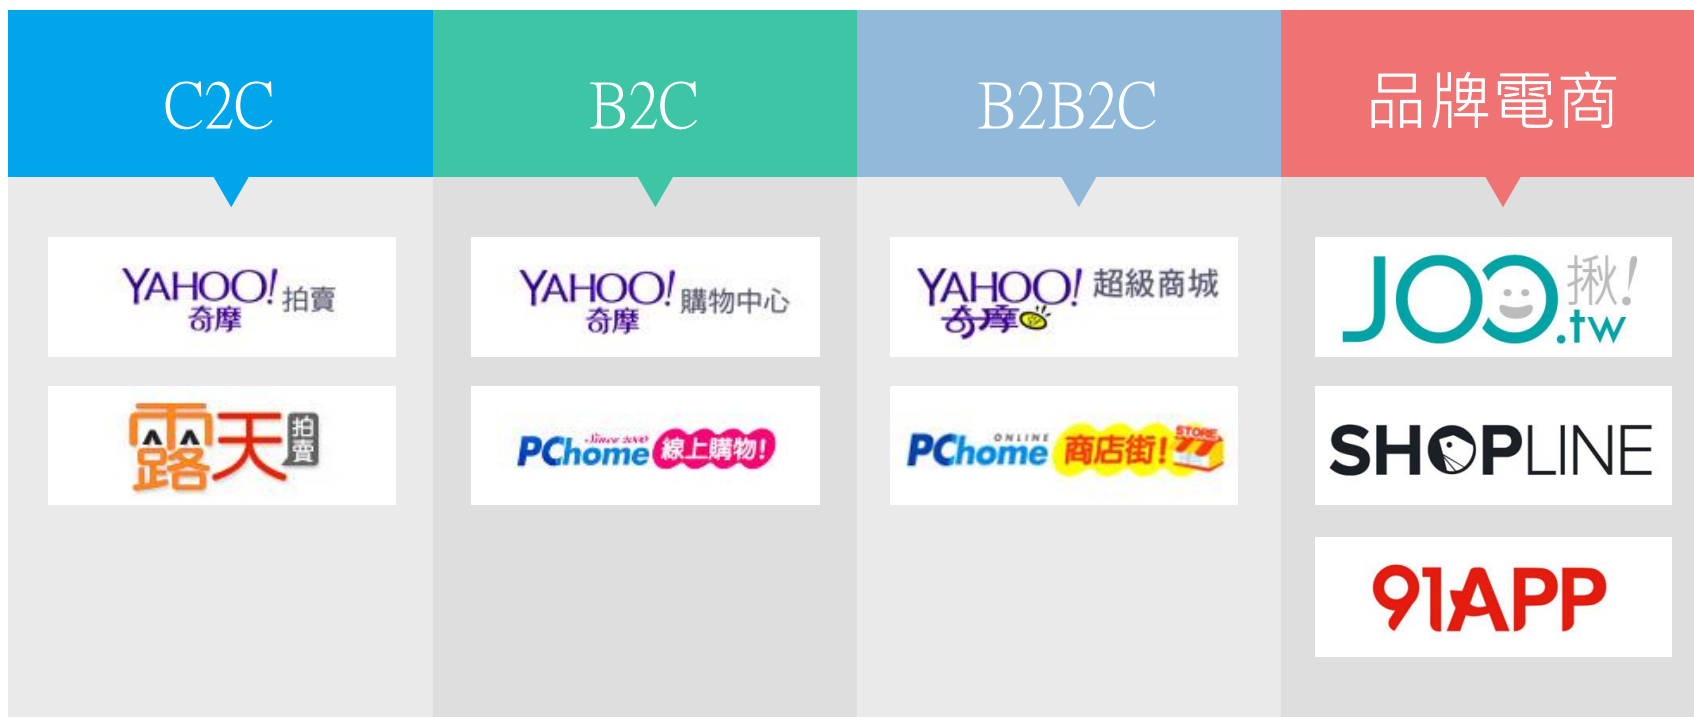 C2C
B2C
B2B2C
品牌電商
YAHOO! 拍賣
奇摩
露天 拍賣
YAHOO! 購物中心
奇摩
Since 2000
PChome 線上購物!
YAHOO! 超級商城
奇摩
ONLINE
PChome 商店街! STORE
JOO 揪!
.tw
SHOPLINE
91APP